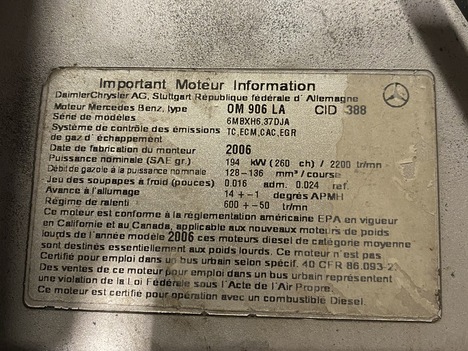 Important Moteur Information
DaimlerChrysler AG, Stuttgart République fédérale d' Allemagne
Moteur Mercedes Benz, type OM 906 LA CID 388
Série de modèles 6MBXH6,37DJA
Système de contrôle des émissions TC,ECM,CAC,EGR
de gaz d'échappement
Date de fabrication du moteur 2006
Puissance nominale (SAE gr.) 194 kW (260 ch) / 2200 tr/mn
Débit de gazole à la puissance nominale 128-136 mm³/course
Jeu des soupapes à froid (pouces) 0.016 adm. 0.024 raf.
Avance à l'allumage 14 +-1 degrés APMH
Régime de ralenti 600 +-50 tr/mn
Ce moteur est conforme à la réglementation américaine EPA en vigueur
en Californie et au Canada, applicable aux nouveaux moteurs de poids
lourds de l'année modèle 2006 ces moteurs diesel de catégorie moyenne
sont destinés essentiellement aux poids lourds. Ce moteur n'est pas
Certifié pour emploi dans un bus urbain selon spécif. 40 CFR 86.093-2
Des ventes de ce moteur pour emploi dans un bus urbain représentent
une violation de la Loi Fédérale sous l'Acte de l'Air Propre.
Ce moteur est certifié pour opération avec un combustible Diesel.